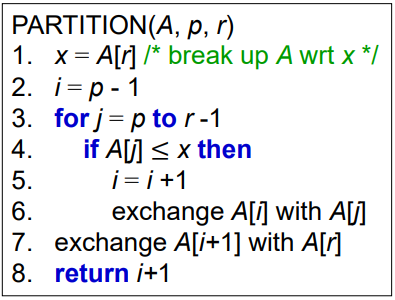 PARTITION(A, p, r)
1. x = A[r] /* break up A wrt x */
2. i = p - 1
3. for j = p to r -1
4. if A[j] ≤ x then
5. i = i +1
6. exchange A[i] with A[j]
7. exchange A[i+1] with A[r]
8. return i+1